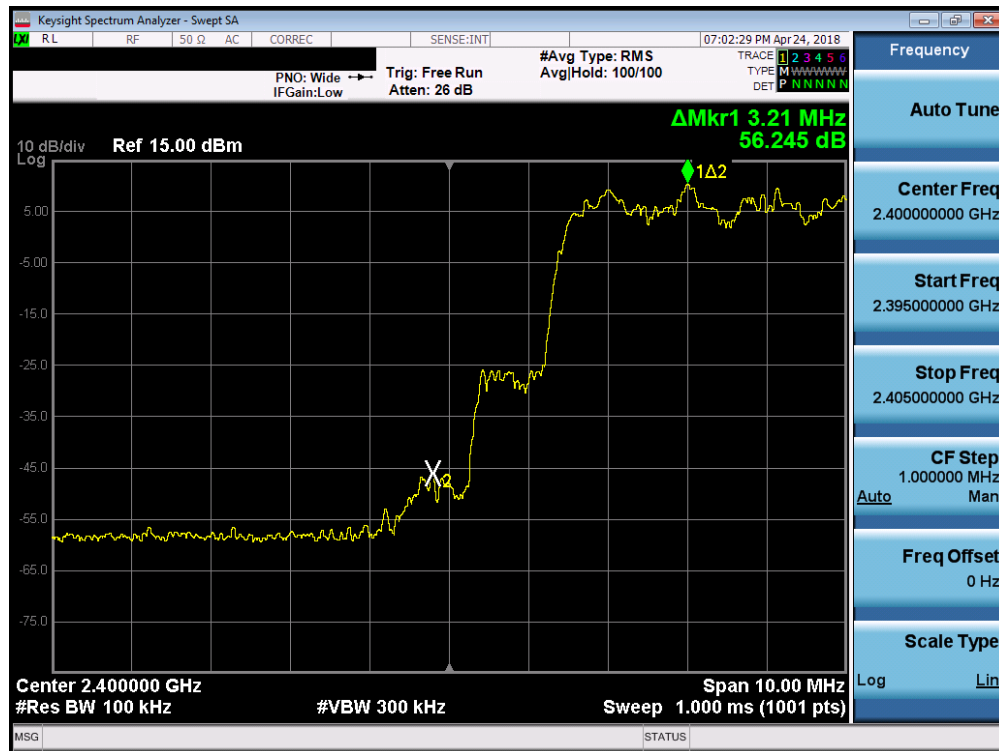 Keysight Spectrum Analyzer - Swept SA
LXI RL RF 50 Ω AC CORREC SENSE:INT 07:02:29 PM Apr 24, 2018
PNO: Wide
IFGain:Low
Trig: Free Run
Atten: 26 dB
#Avg Type: RMS
Avg|Hold: 100/100
TRACE 1 2 3 4 5 6
TYPE M WWWWW
DET P N N N N N
ΔMkr1 3.21 MHz
56.245 dB
10 dB/div Ref 15.00 dBm
Log
1Δ2
5.00
-5.00
-15.0
-25.0
-35.0
-45.0
2
-55.0
-65.0
-75.0
Center 2.400000 GHz Span 10.00 MHz
#Res BW 100 kHz #VBW 300 kHz Sweep 1.000 ms (1001 pts)
MSG STATUS
Frequency
Auto Tune
Center Freq
2.400000000 GHz
Start Freq
2.395000000 GHz
Stop Freq
2.405000000 GHz
CF Step
1.000000 MHz
Auto Man
Freq Offset
0 Hz
Scale Type
Log Lin